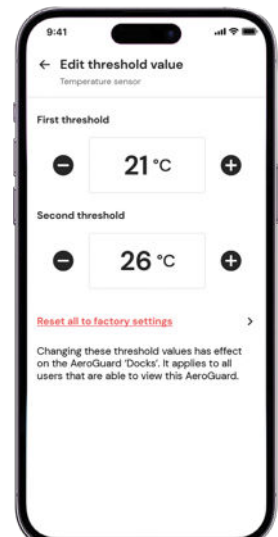 9:41
← Edit threshold value
Temperature sensor
First threshold
21 °C
Second threshold
26 °C
Reset all to factory settings
Changing these threshold values has effect
on the AeroGuard 'Docks'. It applies to all
users that are able to view this AeroGuard.